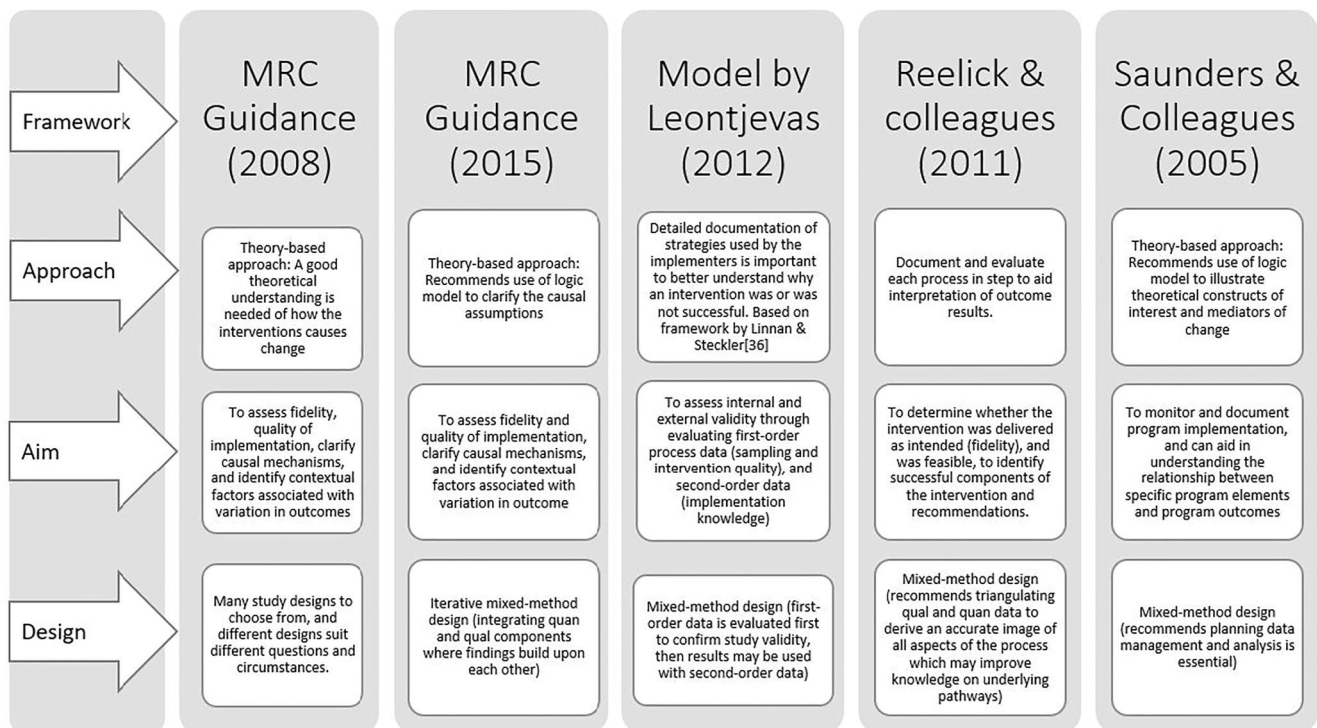 Framework
MRC
Guidance
(2008)
MRC
Guidance
(2015)
Model by
Leontjevas
(2012)
Reelick &
colleagues
(2011)
Saunders &
Colleagues
(2005)
Approach
Theory-based
approach: A good
theoretical
understanding is
needed of how the
interventions causes
change
Theory-based approach:
Recommends use of logic
model to clarify the causal
assumptions
Detailed documentation of
strategies used by the
implementers is important
to better understand why
an intervention was or was
not successful. Based on
framework by Linnan &
Steckler[36]
Document and evaluate
each process in step to aid
interpretation of outcome
results.
Theory-based approach:
Recommends use of logic
model to illustrate
theoretical constructs of
interest and mediators of
change
Aim
To assess fidelity,
quality of
implementation, clarify
causal mechanisms,
and identify contextual
factors associated with
variation in outcomes
To assess fidelity and
quality of implementation,
clarify causal mechanisms,
and identify contextual
factors associated with
variation in outcome
To assess internal and
external validity through
evaluating first-order
process data (sampling and
intervention quality), and
second-order data
(implementation
knowledge)
To determine whether the
intervention was delivered
as intended (fidelity), and
was feasible, to identify
successful components of
the intervention and
recommendations.
To monitor and document
program implementation,
and can aid in
understanding the
relationship between
specific program elements
and program outcomes
Design
Many study designs to
choose from, and
different designs suit
different questions and
circumstances.
Iterative mixed-method
design (integrating quan
and qual components
where findings build upon
each other)
Mixed-method design (first-
order data is evaluated first
to confirm study validity,
then results may be used
with second-order data)
Mixed-method design
(recommends triangulating
qual and quan data to
derive an accurate image of
all aspects of the process
which may improve
knowledge on underlying
pathways)
Mixed-method design
(recommends planning data
management and analysis is
essential)